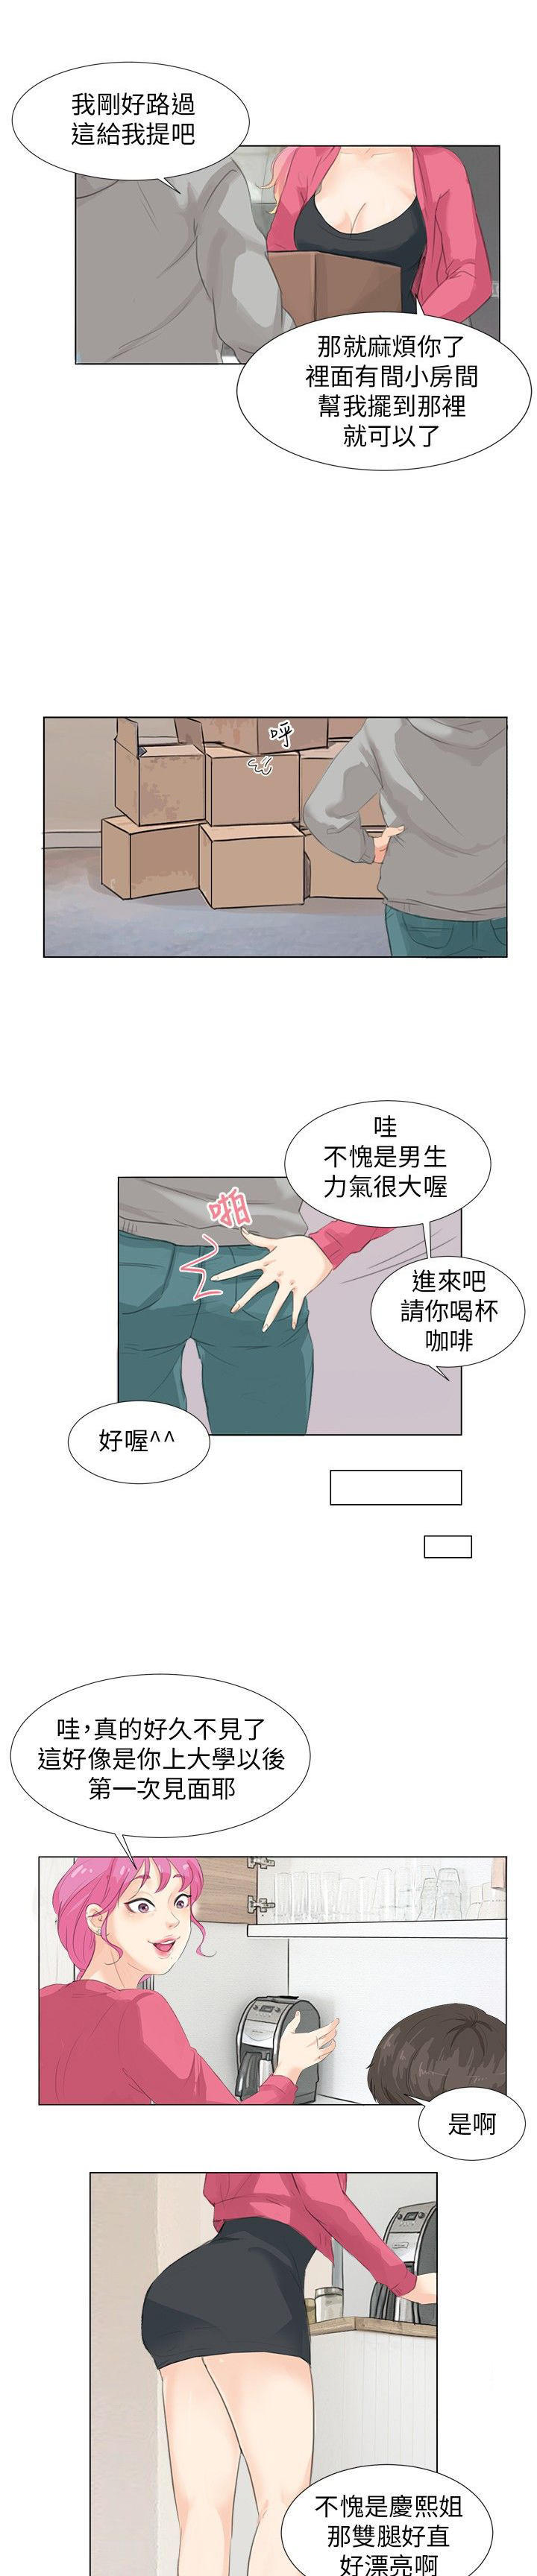 我剛好路過
這給我提吧
那就麻煩你了
裡面有間小房間
幫我擺到那裡
就可以了
呼
哇
不愧是男生
力氣很大喔
啪
進來吧
請你喝杯
咖啡
好喔^^
哇,真的好久不見了
這好像是你上大學以後
第一次見面耶
是啊
不愧是慶熙姐
那雙腿好直
好漂亮啊